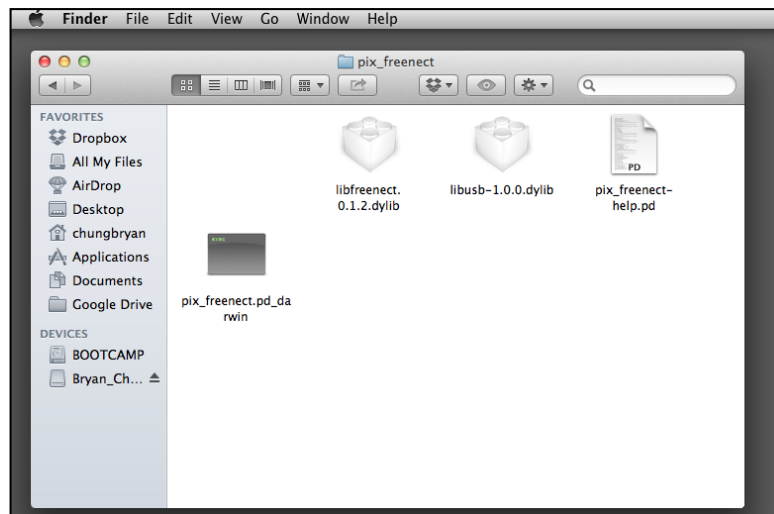 Finder File Edit View Go Window Help
pix_freenect
FAVORITES
Dropbox
All My Files
AirDrop
Desktop
chungbryan
Applications
Documents
Google Drive
DEVICES
BOOTCAMP
Bryan_Ch...
libfreenect.
0.1.2.dylib
libusb-1.0.0.dylib
PD
pix_freenect-
help.pd
exec
pix_freenect.pd_da
rwin